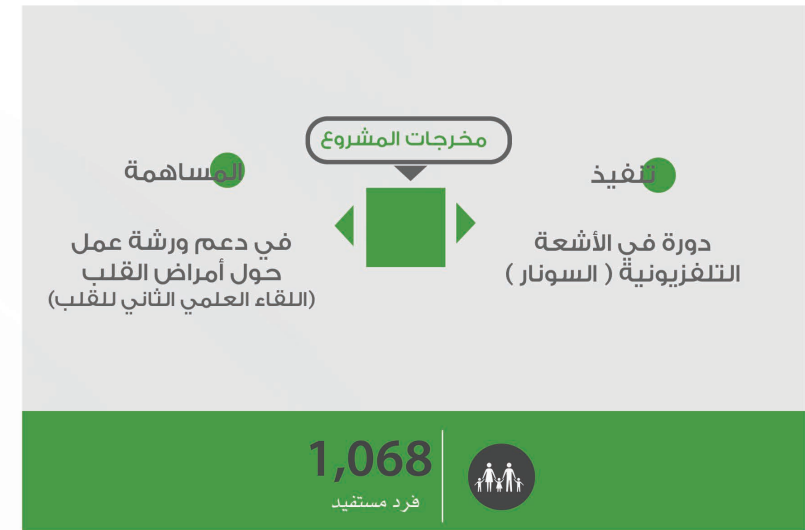 مخرجات المشروع
تنفيذ
دورة في الأشعة
التلفزيونية ( السونار )
المساهمة
في دعم ورشة عمل
حول أمراض القلب
(اللقاء العلمي الثاني للقلب)
1,068
فرد مستفيد